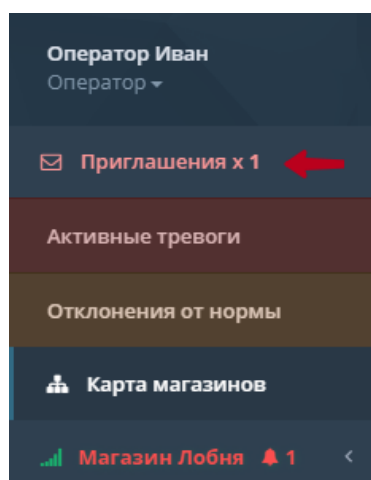 Оператор Иван
Оператор
Приглашения x 1
Активные тревоги
Отклонения от нормы
Карта магазинов
Магазин Лобня 1